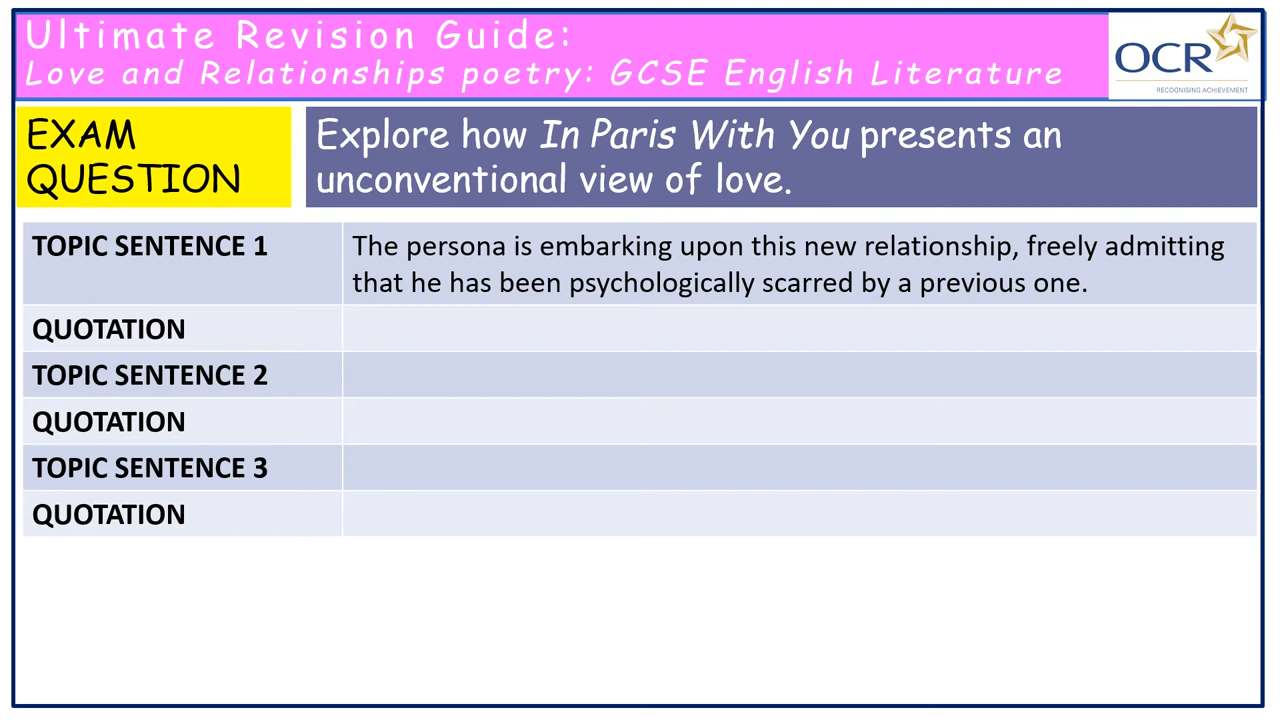 Ultimate Revision Guide:
Love and Relationships poetry: GCSE English Literature
OCR
RECOGNISING ACHIEVEMENT
EXAM
QUESTION
Explore how In Paris With You presents an
unconventional view of love.
TOPIC SENTENCE 1
The persona is embarking upon this new relationship, freely admitting
that he has been psychologically scarred by a previous one.
QUOTATION
TOPIC SENTENCE 2
QUOTATION
TOPIC SENTENCE 3
QUOTATION